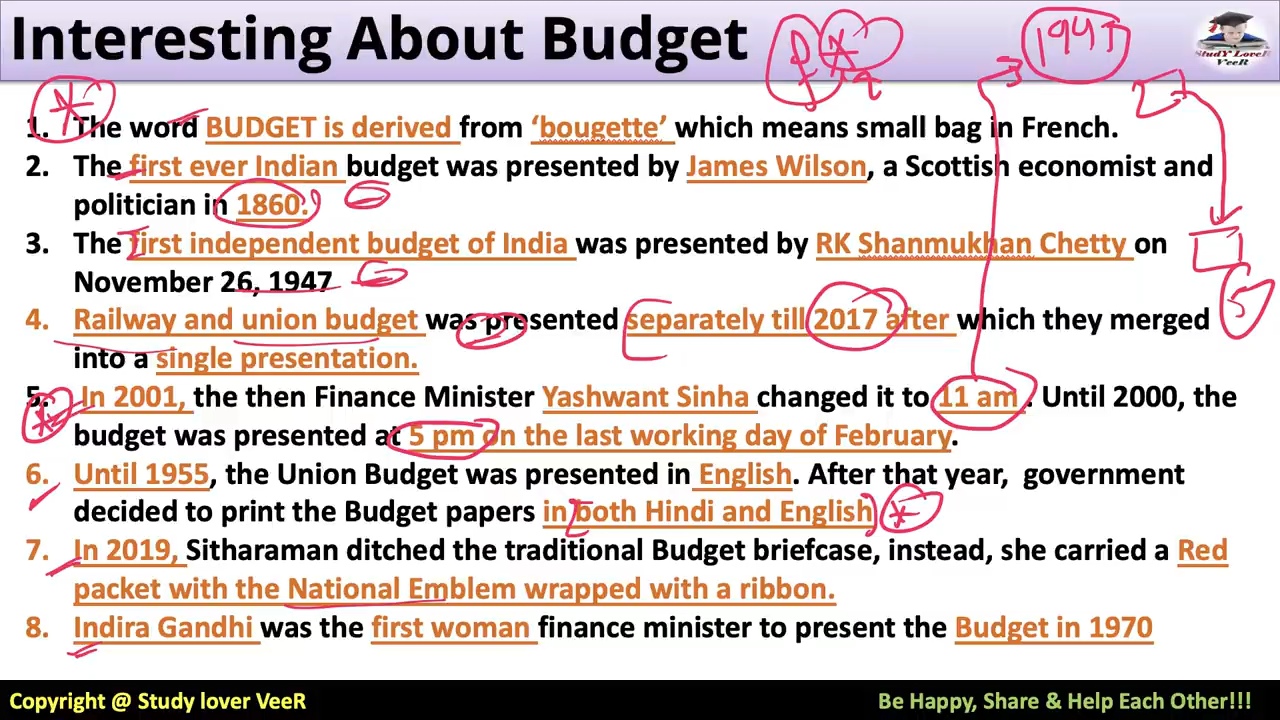 Interesting About Budget
1947
StudY LoveR
VeeR
1. The word BUDGET is derived from ‘bougette’ which means small bag in French.
2. The first ever Indian budget was presented by James Wilson, a Scottish economist and
politician in 1860.
3. The first independent budget of India was presented by RK Shanmukhan Chetty on
November 26, 1947
4. Railway and union budget was presented separately till 2017 after which they merged
into a single presentation.
5. In 2001, the then Finance Minister Yashwant Sinha changed it to 11 am . Until 2000, the
budget was presented at 5 pm on the last working day of February.
5
6. Until 1955, the Union Budget was presented in English. After that year, government
decided to print the Budget papers in both Hindi and English
7. In 2019, Sitharaman ditched the traditional Budget briefcase, instead, she carried a Red
packet with the National Emblem wrapped with a ribbon.
8. Indira Gandhi was the first woman finance minister to present the Budget in 1970
Copyright @ Study lover VeeR
Be Happy, Share & Help Each Other!!!